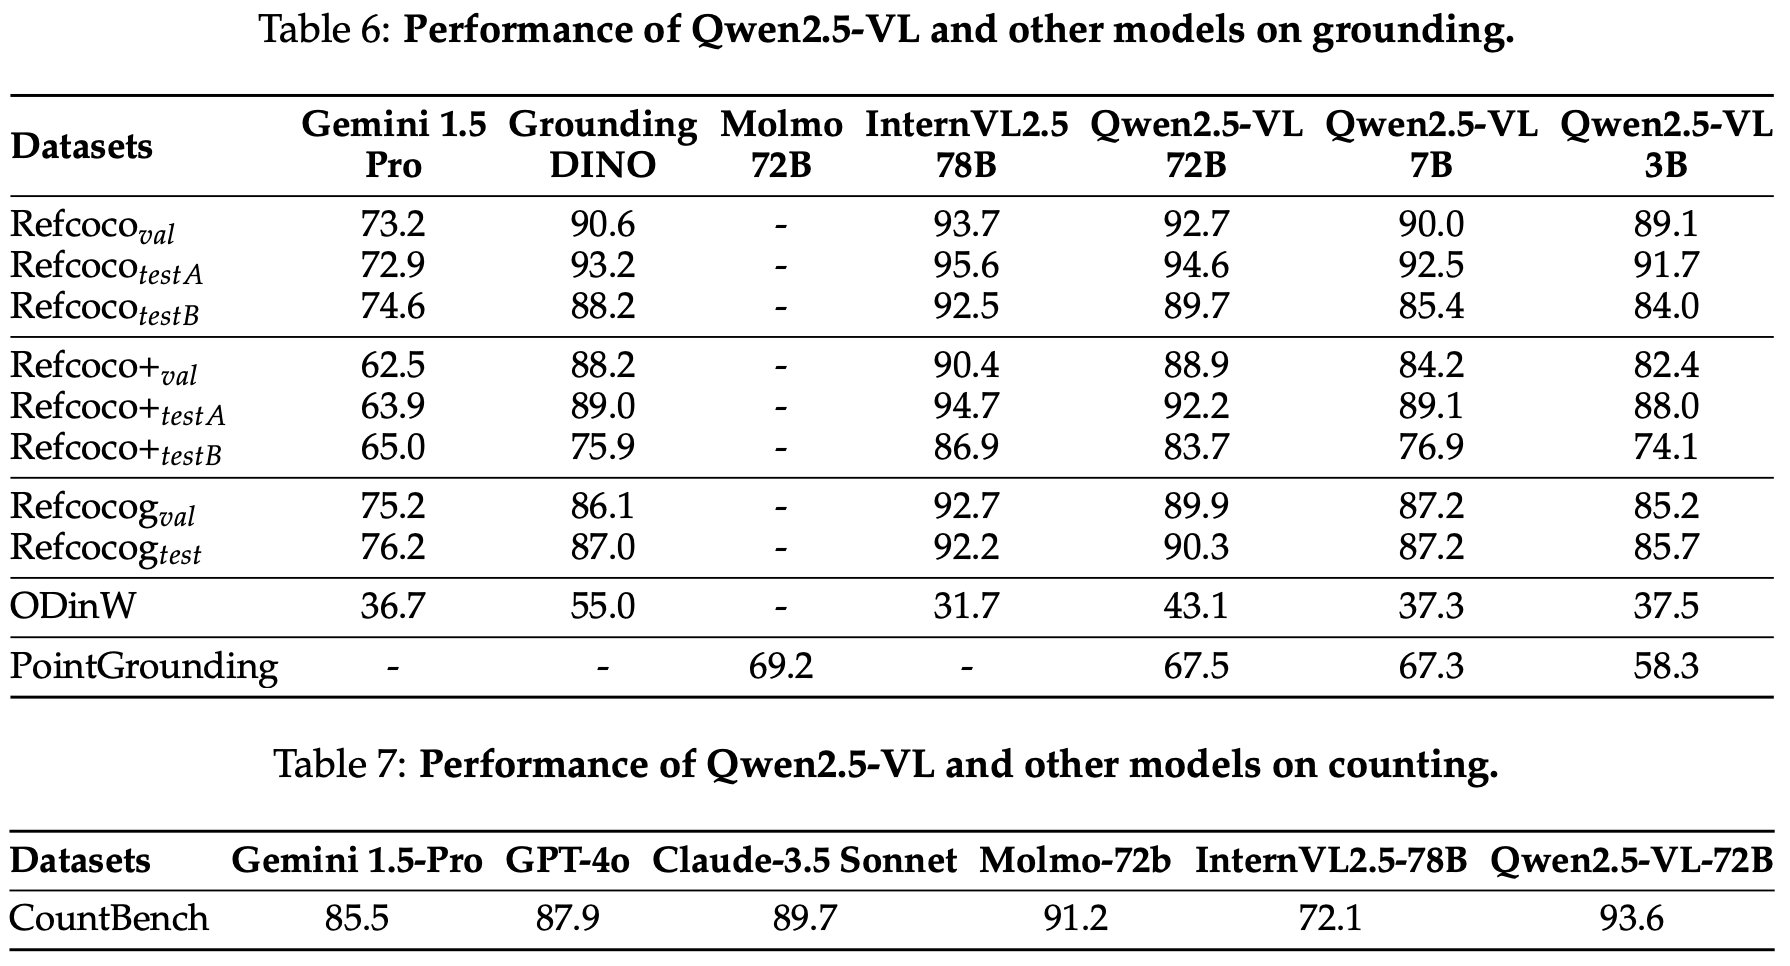 Table 6: Performance of Qwen2.5-VL and other models on grounding.
Datasets Gemini 1.5 Pro Grounding DINO Molmo 72B InternVL2.5 78B Qwen2.5-VL 72B Qwen2.5-VL 7B Qwen2.5-VL 3B
Refcoco val 73.2 90.6 - 93.7 92.7 90.0 89.1
Refcoco testA 72.9 93.2 - 95.6 94.6 92.5 91.7
Refcoco testB 74.6 88.2 - 92.5 89.7 85.4 84.0
Refcoco+ val 62.5 88.2 - 90.4 88.9 84.2 82.4
Refcoco+ testA 63.9 89.0 - 94.7 92.2 89.1 88.0
Refcoco+ testB 65.0 75.9 - 86.9 83.7 76.9 74.1
Refcocog val 75.2 86.1 - 92.7 89.9 87.2 85.2
Refcocog test 76.2 87.0 - 92.2 90.3 87.2 85.7
ODinW 36.7 55.0 - 31.7 43.1 37.3 37.5
PointGrounding - - 69.2 - 67.5 67.3 58.3
Table 7: Performance of Qwen2.5-VL and other models on counting.
Datasets Gemini 1.5-Pro GPT-4o Claude-3.5 Sonnet Molmo-72b InternVL2.5-78B Qwen2.5-VL-72B
CountBench 85.5 87.9 89.7 91.2 72.1 93.6